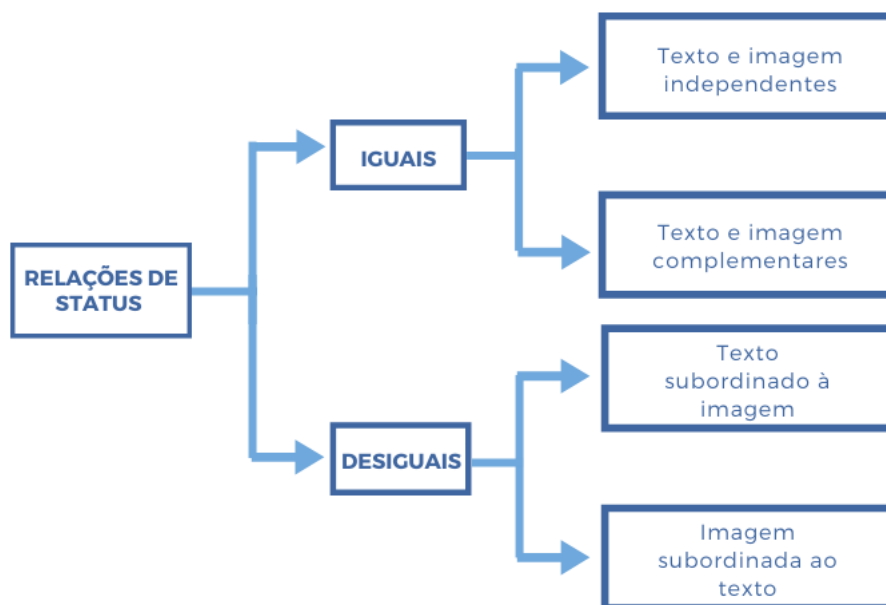 RELAÇÕES DE
STATUS
IGUAIS
Texto e imagem
independentes
Texto e imagem
complementares
DESIGUAIS
Texto
subordinado à
imagem
Imagem
subordinada ao
texto